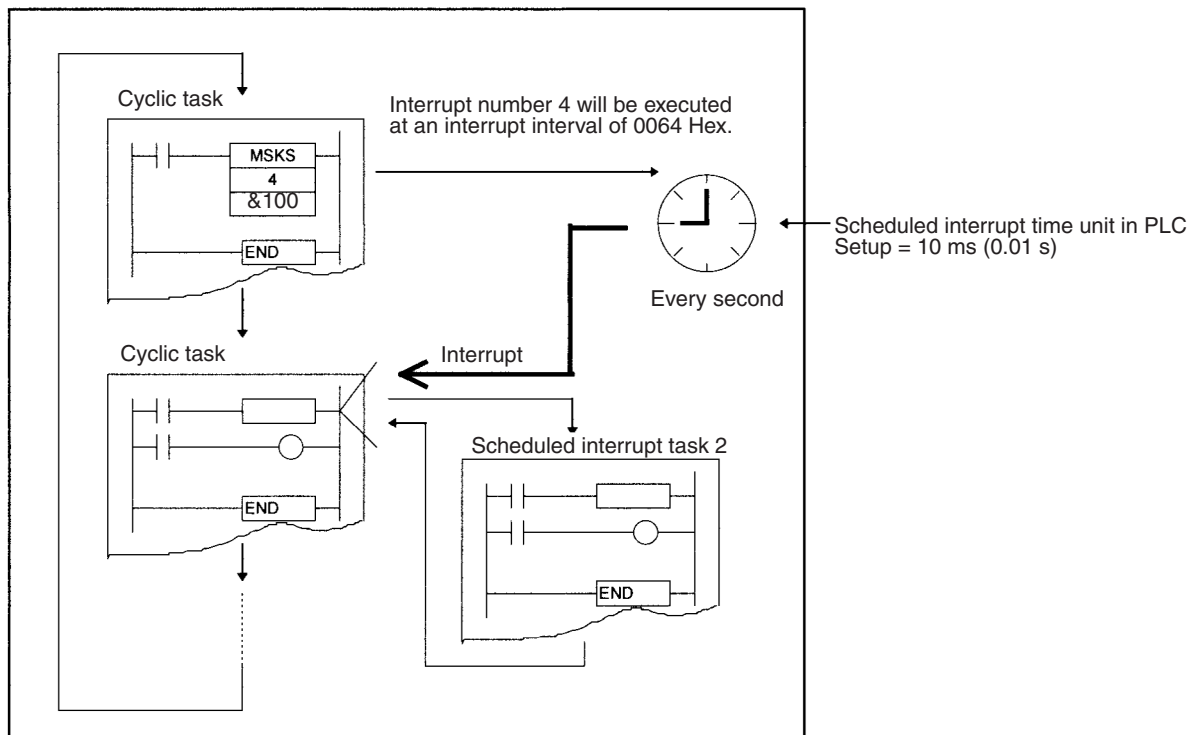 Cyclic task
Interrupt number 4 will be executed
at an interrupt interval of 0064 Hex.
MSKS
4
&100
END
Scheduled interrupt time unit in PLC
Setup = 10 ms (0.01 s)
Every second
Cyclic task
Interrupt
END
Scheduled interrupt task 2
END